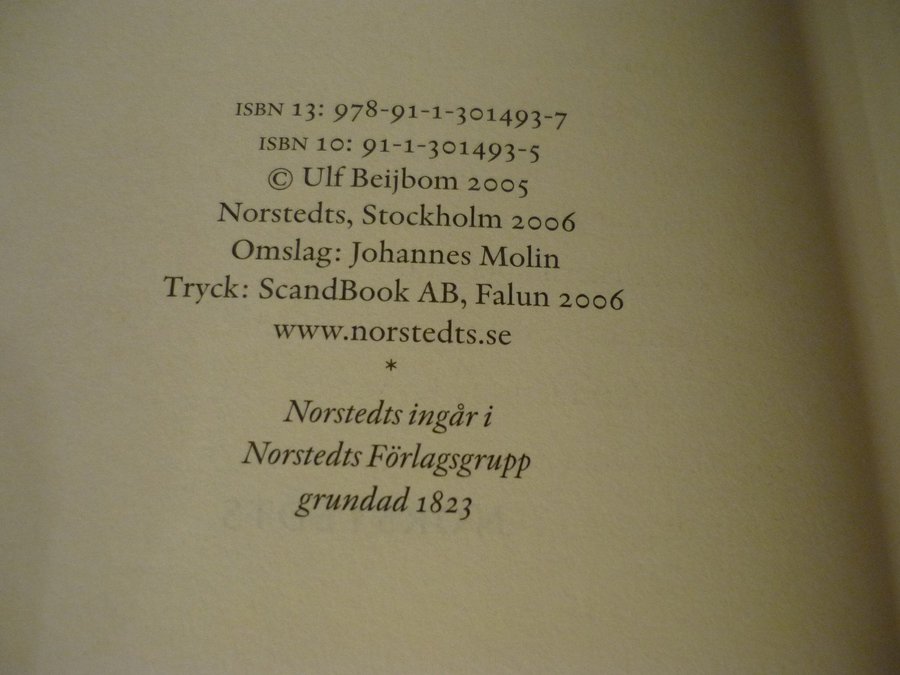 ISBN 13: 978-91-1-301493-7
ISBN 10: 91-1-301493-5
© Ulf Beijbom 2005
Norstedts, Stockholm 2006
Omslag: Johannes Molin
Tryck: ScandBook AB, Falun 2006
www.norstedts.se
*
Norstedts ingår i
Norstedts Förlagsgrupp
grundad 1823